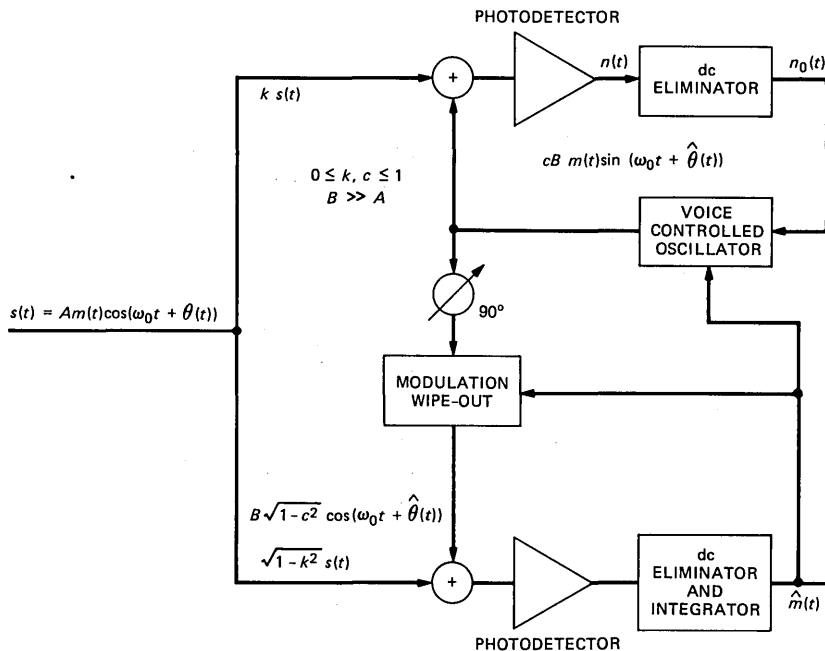 PHOTODETECTOR
n(t)
dc
ELIMINATOR
n₀(t)
k s(t)
+
0 ≤ k, c ≤ 1
B ≫ A
cB m(t)sin (ω₀t + θ̂(t))
VOICE
CONTROLLED
OSCILLATOR
90°
s(t) = Am(t)cos(ω₀t + θ(t))
MODULATION
WIPE-OUT
B√1-c² cos(ω₀t + θ̂(t))
√1-k² s(t)
+
dc
ELIMINATOR
AND
INTEGRATOR
m̂(t)
PHOTODETECTOR